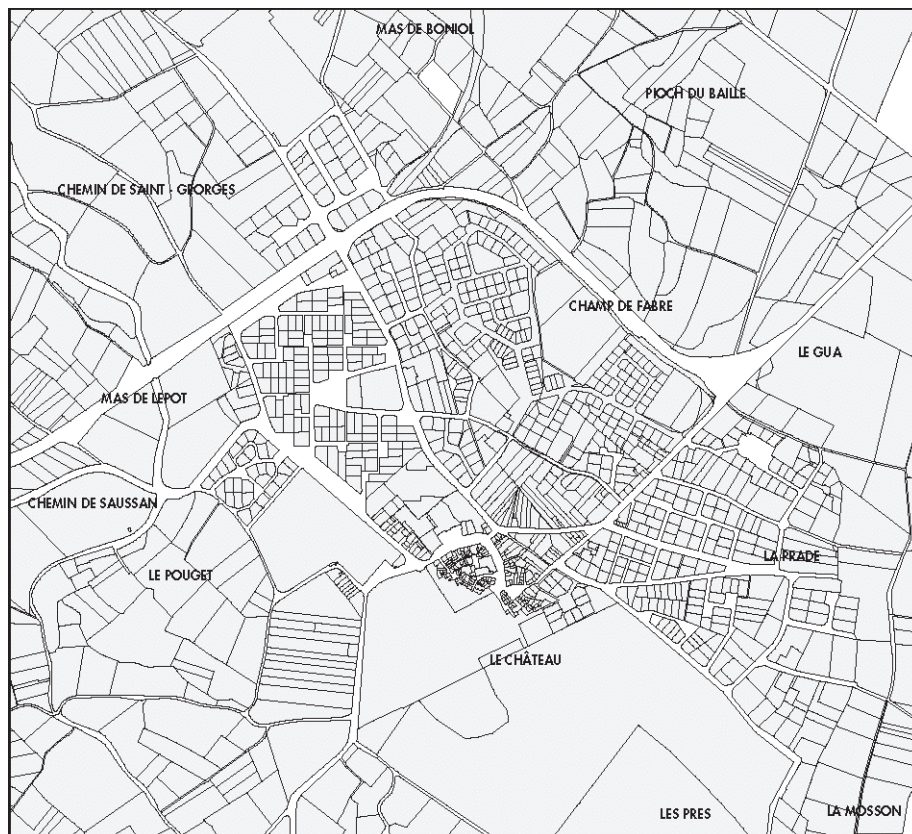 MAS DE BONIOL
PIOCH DU BAILLE
CHEMIN DE SAINT - GEORGES
CHAMP DE FABRE
LE GUA
MAS DE LEPOT
CHEMIN DE SAUSSAN
LA PRADE
LE POUGET
LE CHÂTEAU
LES PRES
LA MOSSON